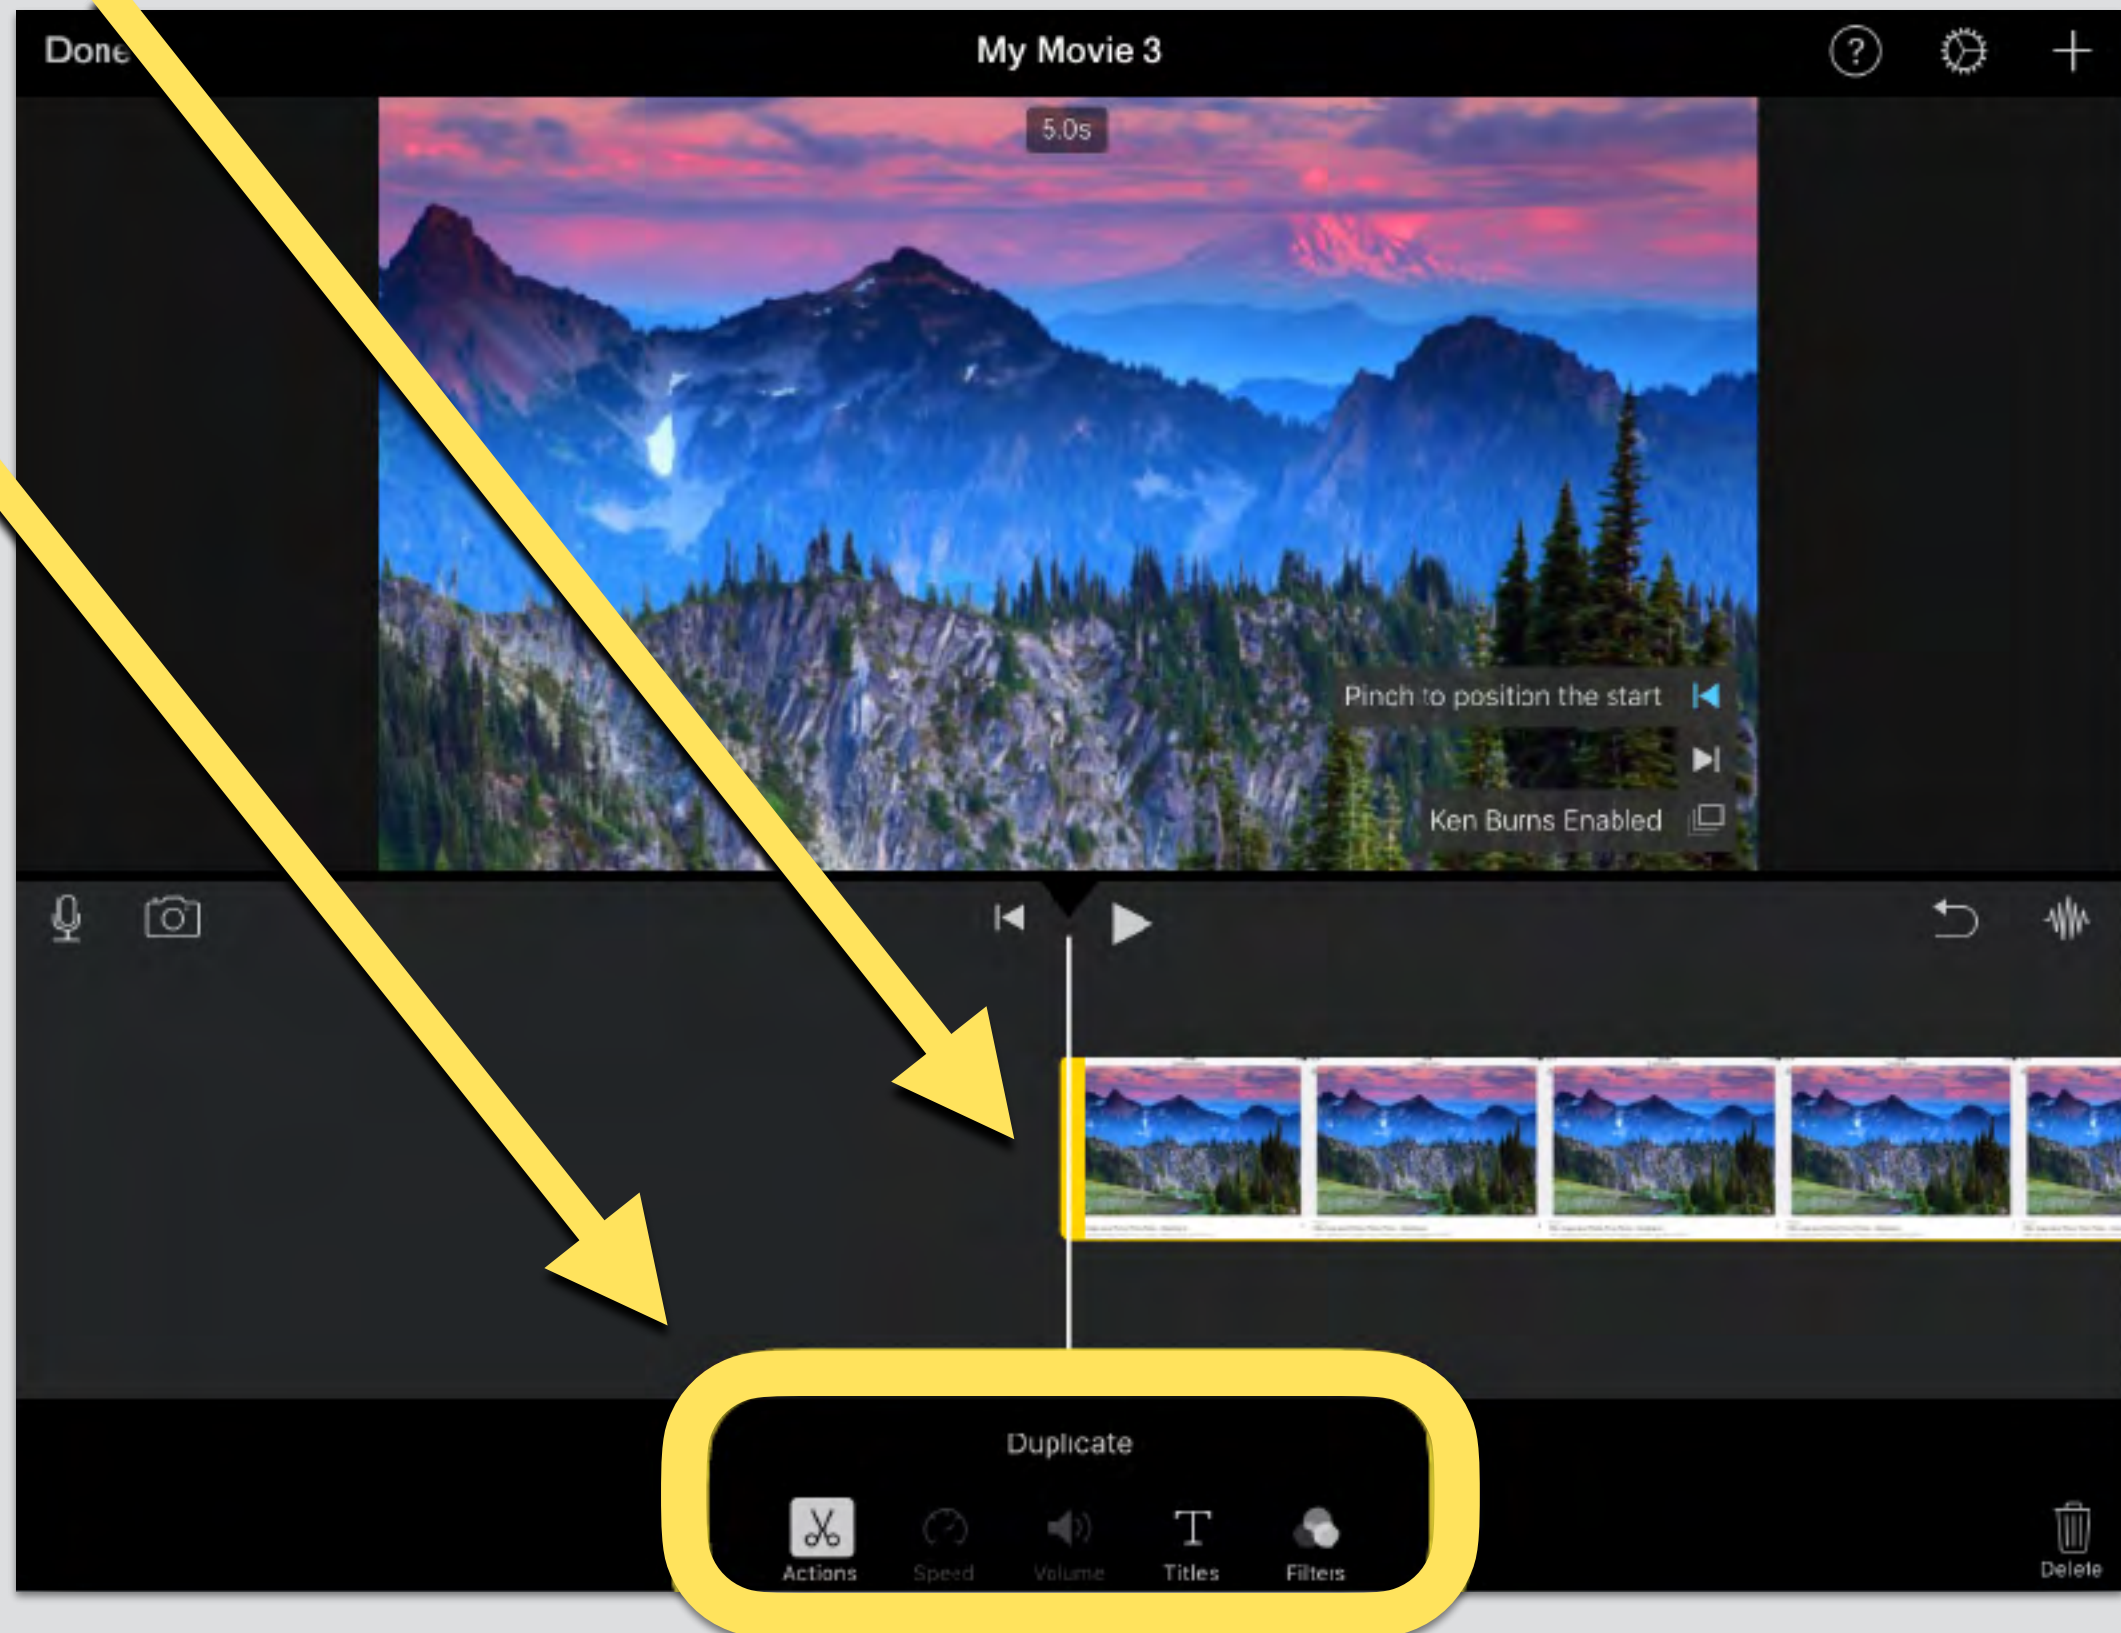 Done
My Movie 3
?
5.0s
Pinch to position the start
Ken Burns Enabled
Duplicate
Actions
Speed
Volume
T
Titles
Filters
Delete